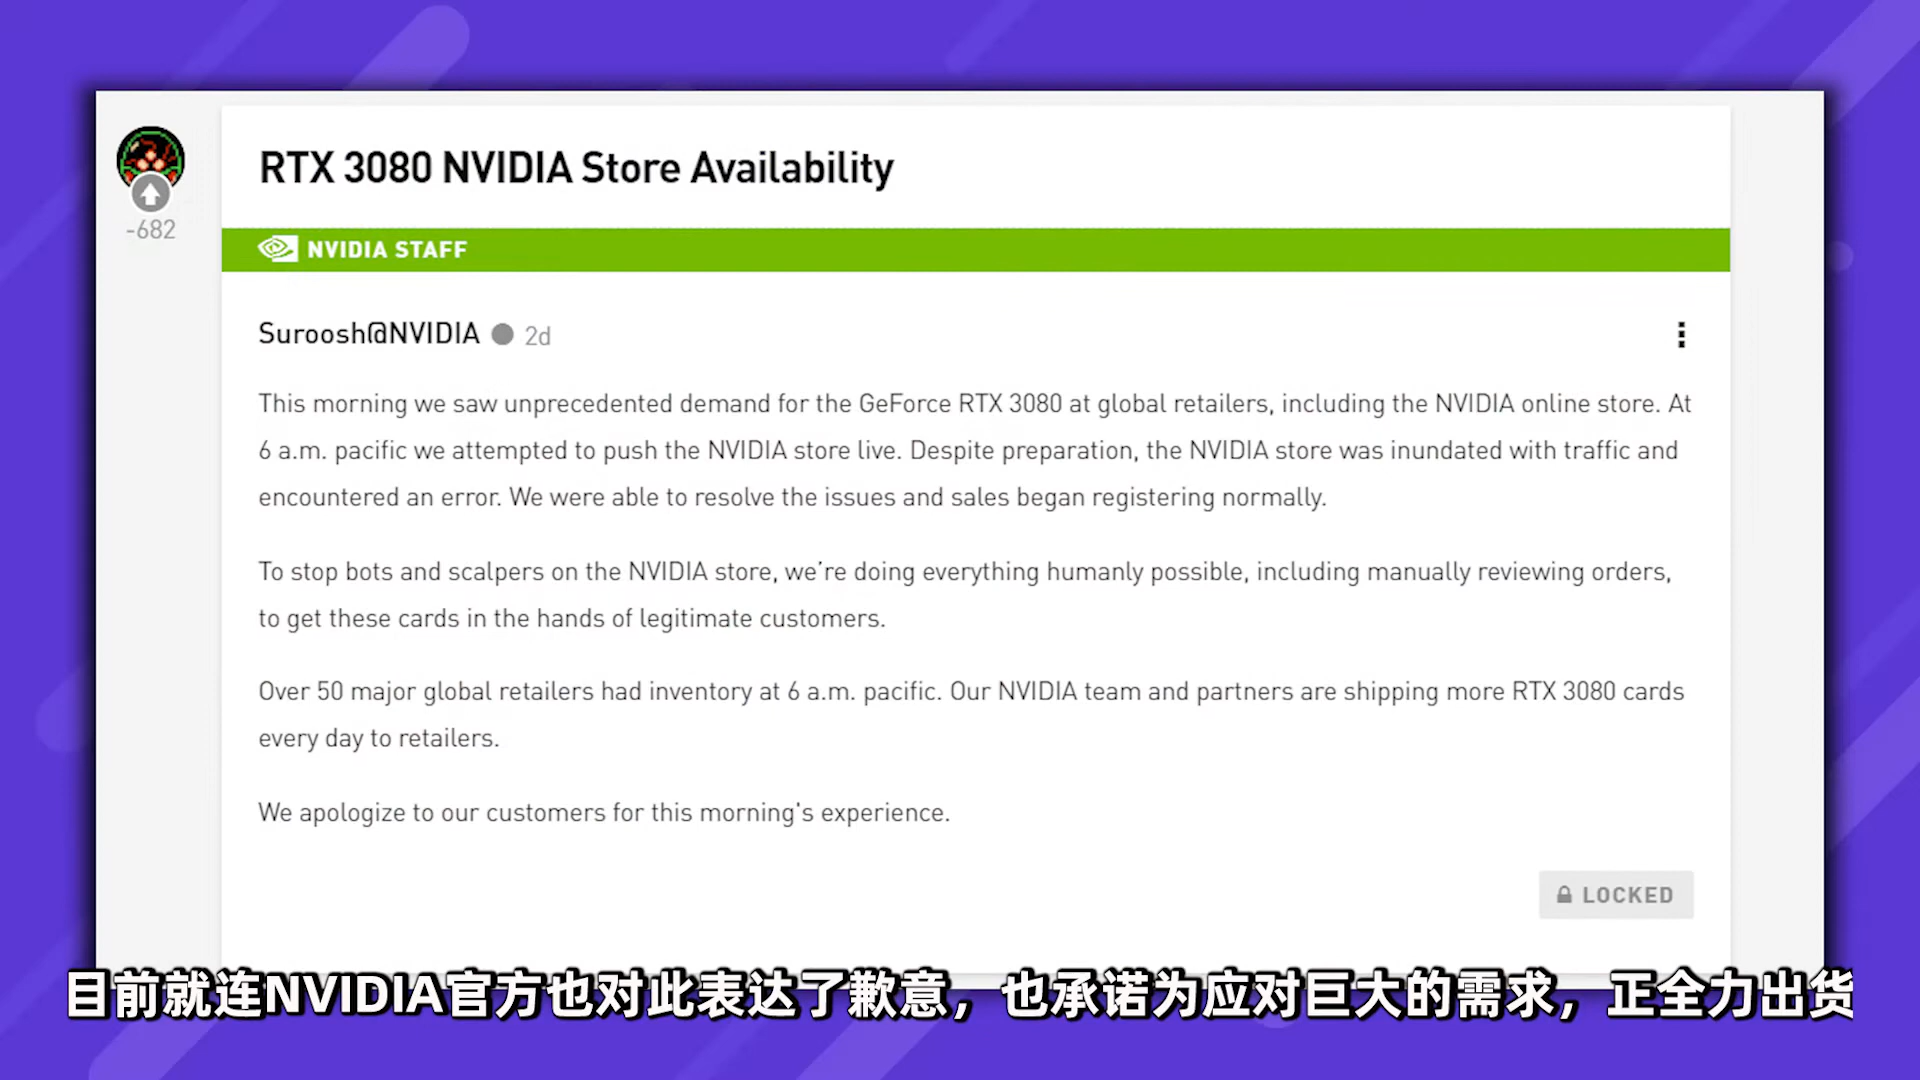 RTX 3080 NVIDIA Store Availability
-682
NVIDIA STAFF
Suroosh@NVIDIA 2d
This morning we saw unprecedented demand for the GeForce RTX 3080 at global retailers, including the NVIDIA online store. At
6 a.m. pacific we attempted to push the NVIDIA store live. Despite preparation, the NVIDIA store was inundated with traffic and
encountered an error. We were able to resolve the issues and sales began registering normally.
To stop bots and scalpers on the NVIDIA store, we’re doing everything humanly possible, including manually reviewing orders,
to get these cards in the hands of legitimate customers.
Over 50 major global retailers had inventory at 6 a.m. pacific. Our NVIDIA team and partners are shipping more RTX 3080 cards
every day to retailers.
We apologize to our customers for this morning's experience.
LOCKED
目前就连NVIDIA官方也对此表达了歉意，也承诺为应对巨大的需求，正全力出货